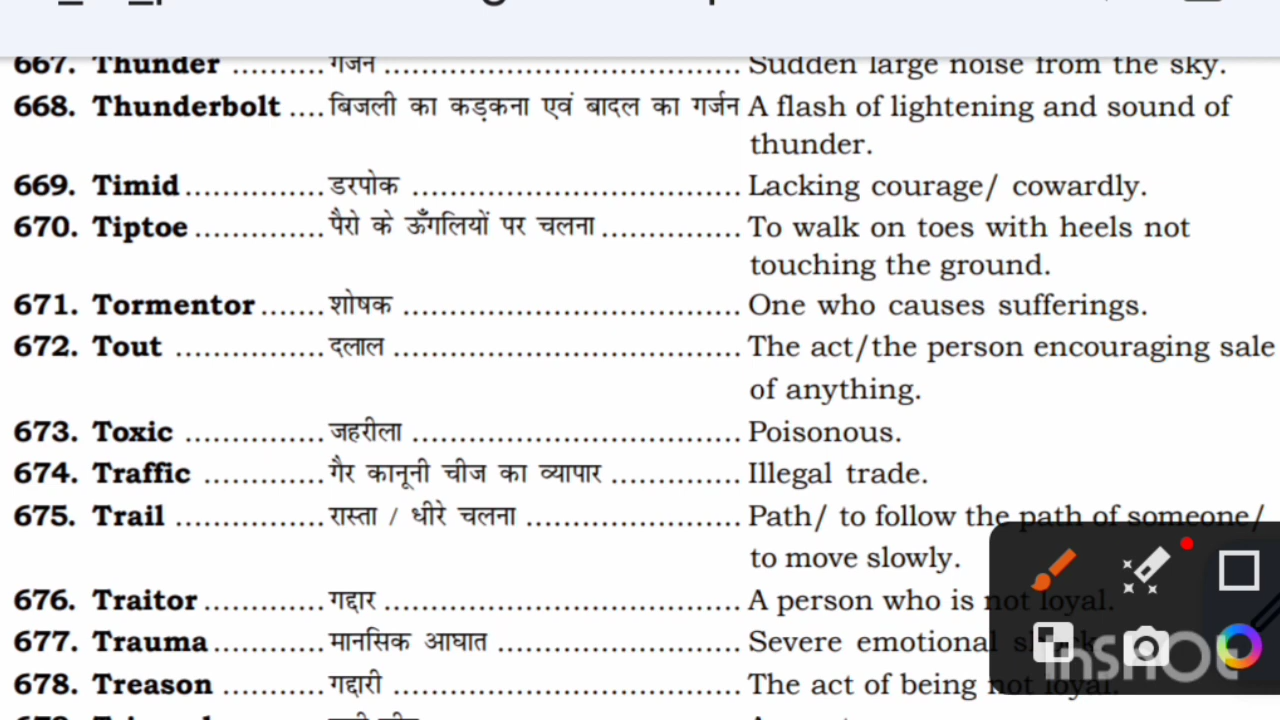 667. Thunder .......... गर्जन ........................................ Sudden large noise from the sky.
668. Thunderbolt .... बिजली का कड़कना एवं बादल का गर्जन A flash of lightening and sound of
thunder.
669. Timid ............... डरपोक ..................................... Lacking courage/ cowardly.
670. Tiptoe .............. पैरो के ऊँगलियों पर चलना ............... To walk on toes with heels not
touching the ground.
671. Tormentor ....... शोषक ...................................... One who causes sufferings.
672. Tout ................ दलाल ....................................... The act/the person encouraging sale
of anything.
673. Toxic ............... जहरीला ..................................... Poisonous.
674. Traffic ............. गैर कानूनी चीज का व्यापार .............. Illegal trade.
675. Trail ................ रास्ता / धीरे चलना ........................ Path/ to follow the path of someone/
to move slowly.
676. Traitor ............. गद्दार ........................................ A person who is not loyal.
677. Trauma ............ मानसिक आघात ........................... Severe emotional shock.
678. Treason ........... गद्दारी ....................................... The act of being not loyal.
InShOt